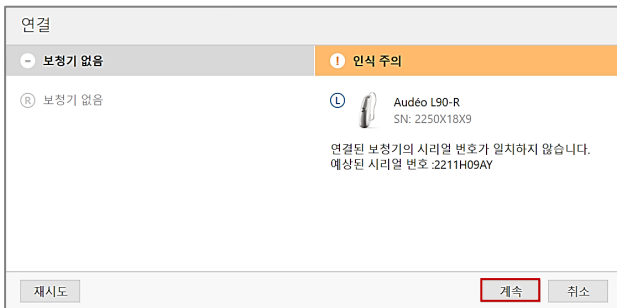 연결
보청기 없음
인식 주의
R 보청기 없음
L Audéo L90-R
SN: 2250X18X9
연결된 보청기의 시리얼 번호가 일치하지 않습니다.
예상된 시리얼 번호 :2211H09AY
재시도
계속
취소